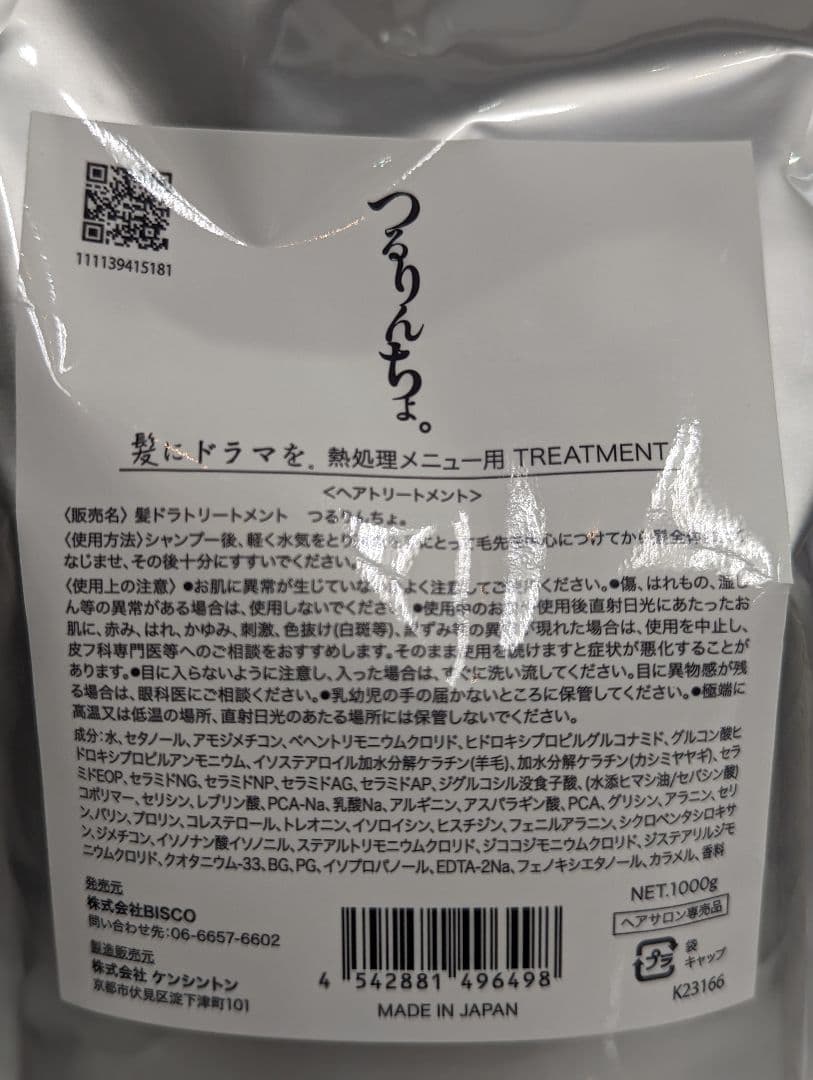 111139415181
つるりんちょ。
髪にドラマを。熱処理メニュー用 TREATMENT
<ヘアトリートメント>
〈販売名〉髪ドラトリートメント　つるりんちょ。
〈使用方法〉シャンプー後、軽く水気をとり にとって毛先を中心につけてから髪全体
なじませ、その後十分にすすいでください。
〈使用上の注意〉●お肌に異常が生じていな よく注意してご ください。●傷、はれもの、湿し
ん等の異常がある場合は、使用しないでください。●使用中のお 使用後直射日光にあたったお
肌に、赤み、はれ、かゆみ、刺激、色抜け(白斑等)、黒ずみ等の異常が現れた場合は、使用を中止し、
皮フ科専門医等へのご相談をおすすめします。そのまま使用を続けますと症状が悪化することが
あります。●目に入らないように注意し、入った場合は、すぐに洗い流してください。目に異物感が残
る場合は、眼科医にご相談ください。●乳幼児の手の届かないところに保管してください。●極端に
高温又は低温の場所、直射日光のあたる場所には保管しないでください。
成分:水、セタノール、アモジメチコン、ベヘントリモニウムクロリド、ヒドロキシプロピルグルコナミド、グルコン酸ヒ
ドロキシプロピルアンモニウム、イソステアロイル加水分解ケラチン(羊毛)、加水分解ケラチン(カシミヤヤギ)、セラ
ミドEOP、セラミドNG、セラミドNP、セラミドAG、セラミドAP、ジグルコシル没食子酸、(水添ヒマシ油/セバシン酸)
コポリマー、セリシン、レブリン酸、PCA-Na、乳酸Na、アルギニン、アスパラギン酸、PCA、グリシン、アラニン、セリ
ン、バリン、プロリン、コレステロール、トレオニン、イソロイシン、ヒスチジン、フェニルアラニン、シクロペンタシロキサ
ン、ジメチコン、イソノナン酸イソノニル、ステアルトリモニウムクロリド、ジココジモニウムクロリド、ジステアリルジモ
ニウムクロリド、クオタニウム-33、BG、PG、イソプロパノール、EDTA-2Na、フェノキシエタノール、カラメル、香料
発売元
株式会社BISCO
問い合わせ先:06-6657-6602
製造販売元
株式会社 ケンシントン
京都市伏見区淀下津町101
4 542881 496498
MADE IN JAPAN
NET.1000g
ヘアサロン専売品
プラ
袋
キャップ
K23166